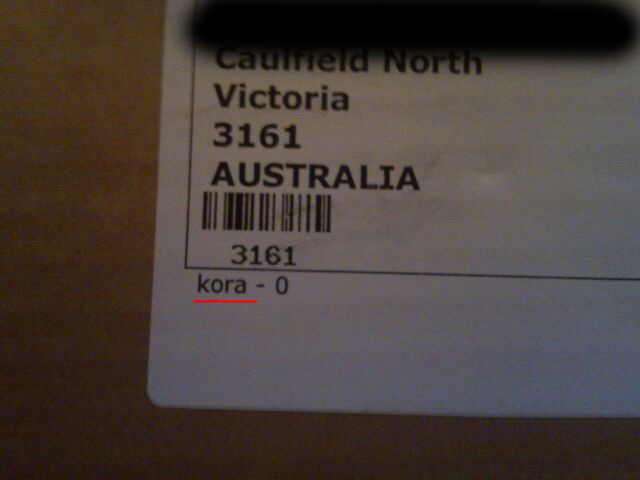 Caulfield North
Victoria
3161
AUSTRALIA
3161
kora - 0